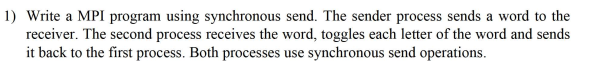 1) Write a MPI program using synchronous send. The sender process sends a word to the
receiver. The second process receives the word, toggles each letter of the word and sends
it back to the first process. Both processes use synchronous send operations.